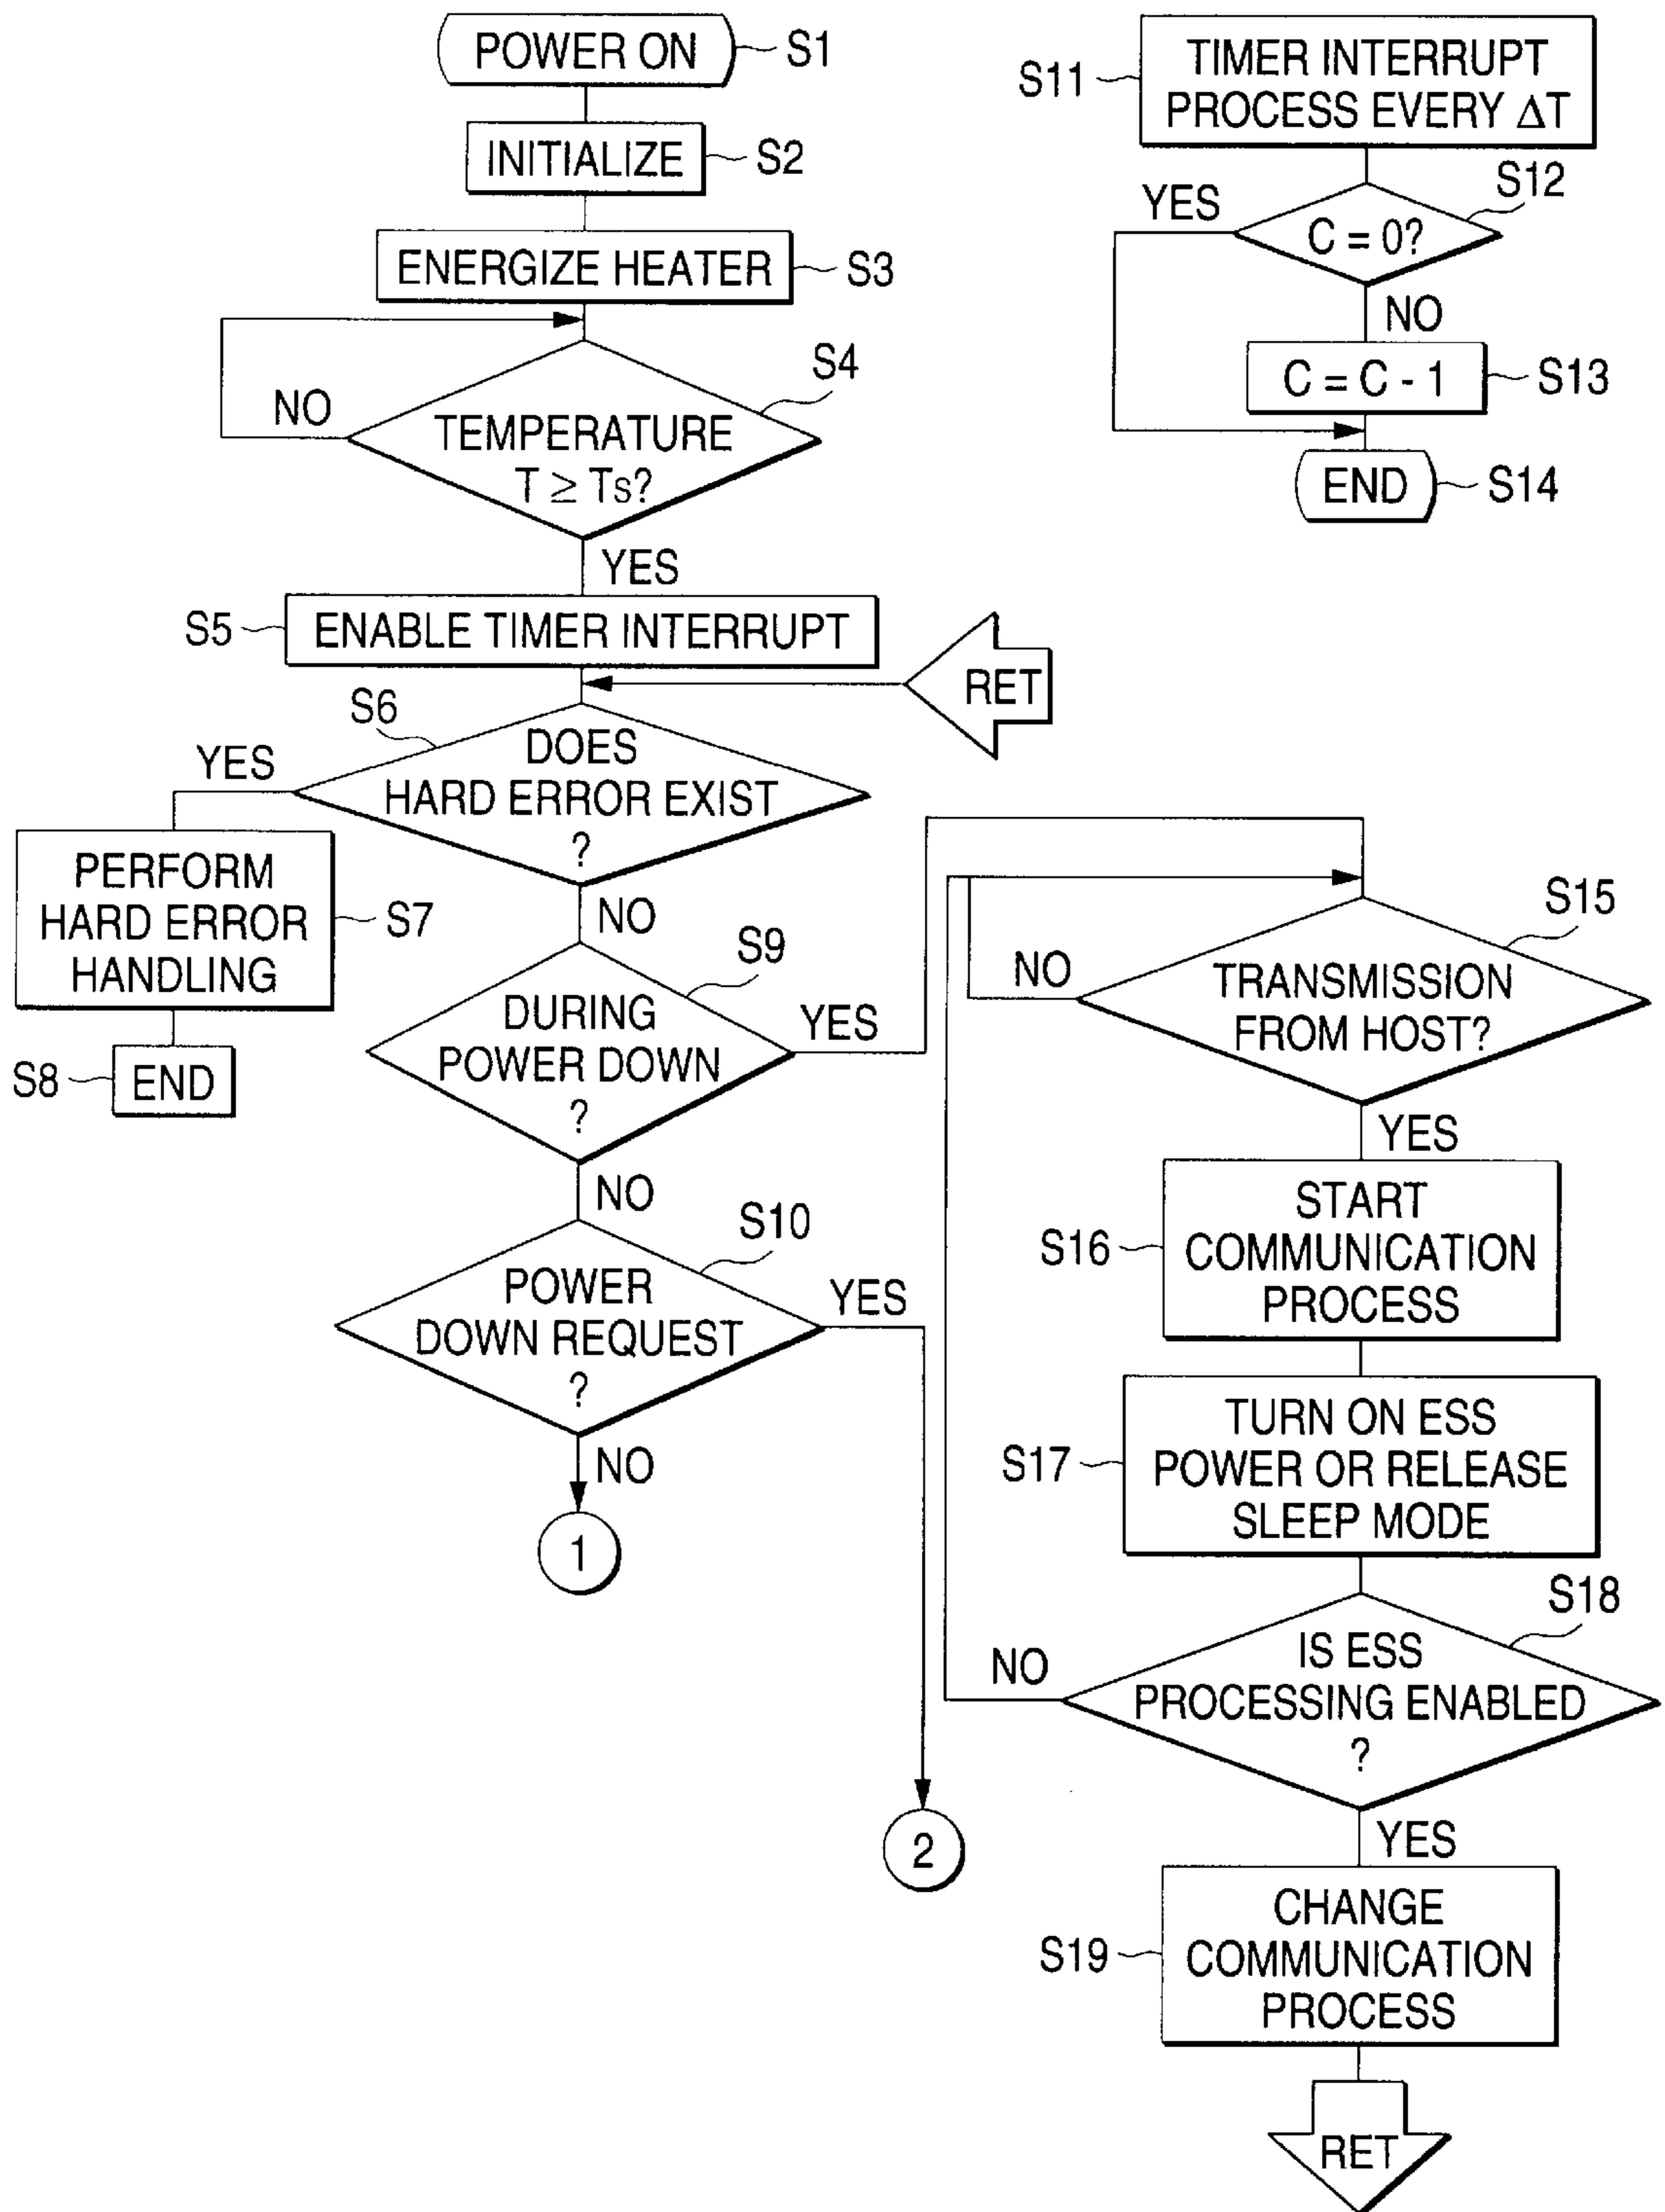 POWER ON
S1
INITIALIZE
S2
ENERGIZE HEATER
S3
S4
NO
TEMPERATURE
T ≥ Ts?
YES
S5
ENABLE TIMER INTERRUPT
RET
S6
YES
DOES
HARD ERROR EXIST
?
PERFORM
HARD ERROR
HANDLING
S7
S8
END
NO
S9
DURING
POWER DOWN
?
YES
NO
S10
POWER
DOWN REQUEST
?
YES
NO
1
2
S11
TIMER INTERRUPT
PROCESS EVERY ΔT
S12
YES
C = 0?
NO
C = C - 1
S13
END
S14
S15
NO
TRANSMISSION
FROM HOST?
YES
S16
START
COMMUNICATION
PROCESS
S17
TURN ON ESS
POWER OR RELEASE
SLEEP MODE
S18
NO
IS ESS
PROCESSING ENABLED
?
YES
S19
CHANGE
COMMUNICATION
PROCESS
RET